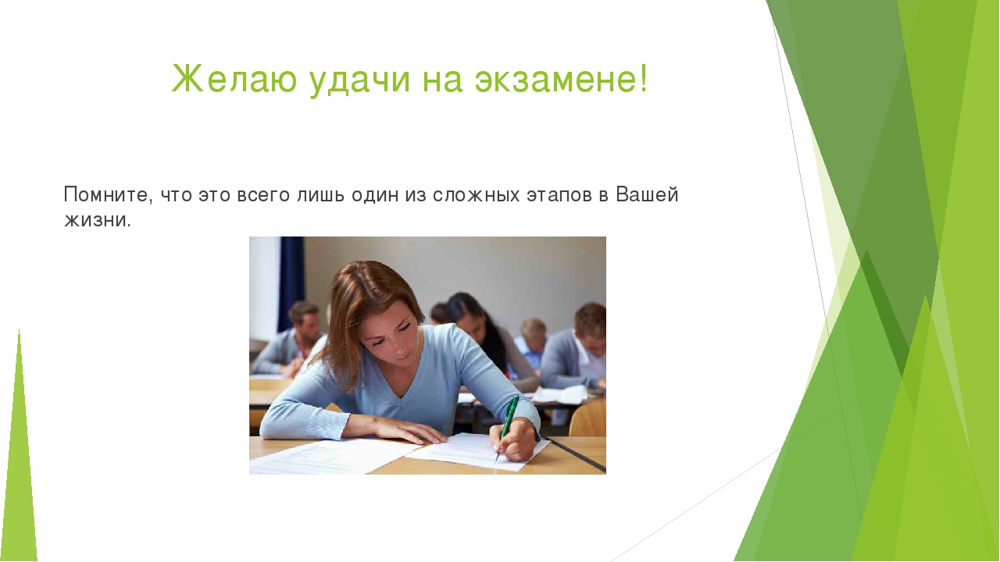 Желаю удачи на экзамене!
Помните, что это всего лишь один из сложных этапов в Вашей
жизни.